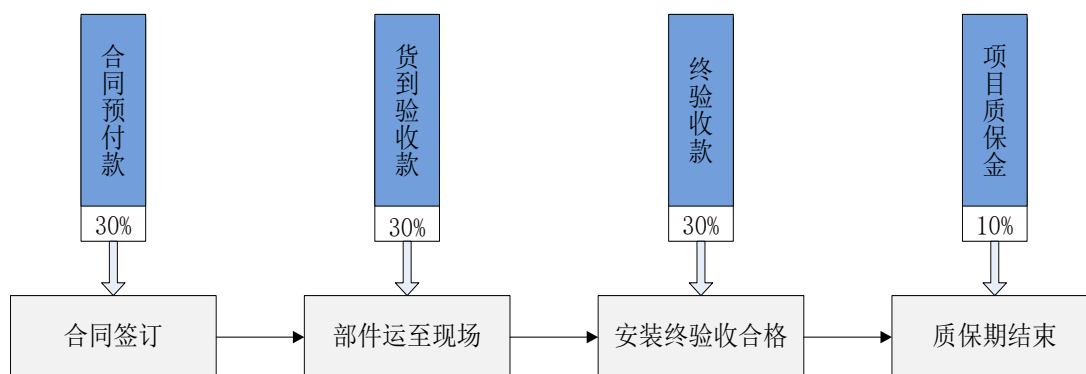 合同预付款
货到验收款
终验收款
项目质保金
30%
30%
30%
10%
合同签订
部件运至现场
安装终验收合格
质保期结束